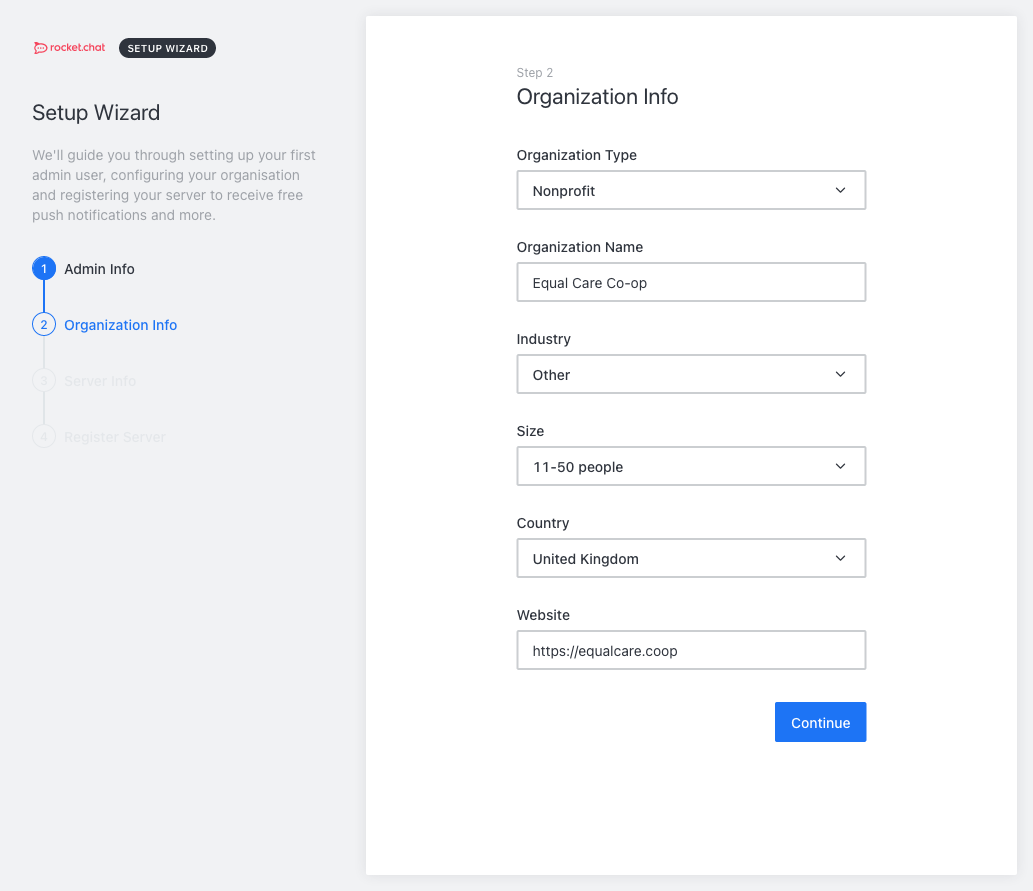 rocket.chat SETUP WIZARD
Setup Wizard
We'll guide you through setting up your first
admin user, configuring your organisation
and registering your server to receive free
push notifications and more.
1 Admin Info
2 Organization Info
3 Server Info
4 Register Server
Step 2
Organization Info
Organization Type
Nonprofit
Organization Name
Equal Care Co-op
Industry
Other
Size
11-50 people
Country
United Kingdom
Website
https://equalcare.coop
Continue